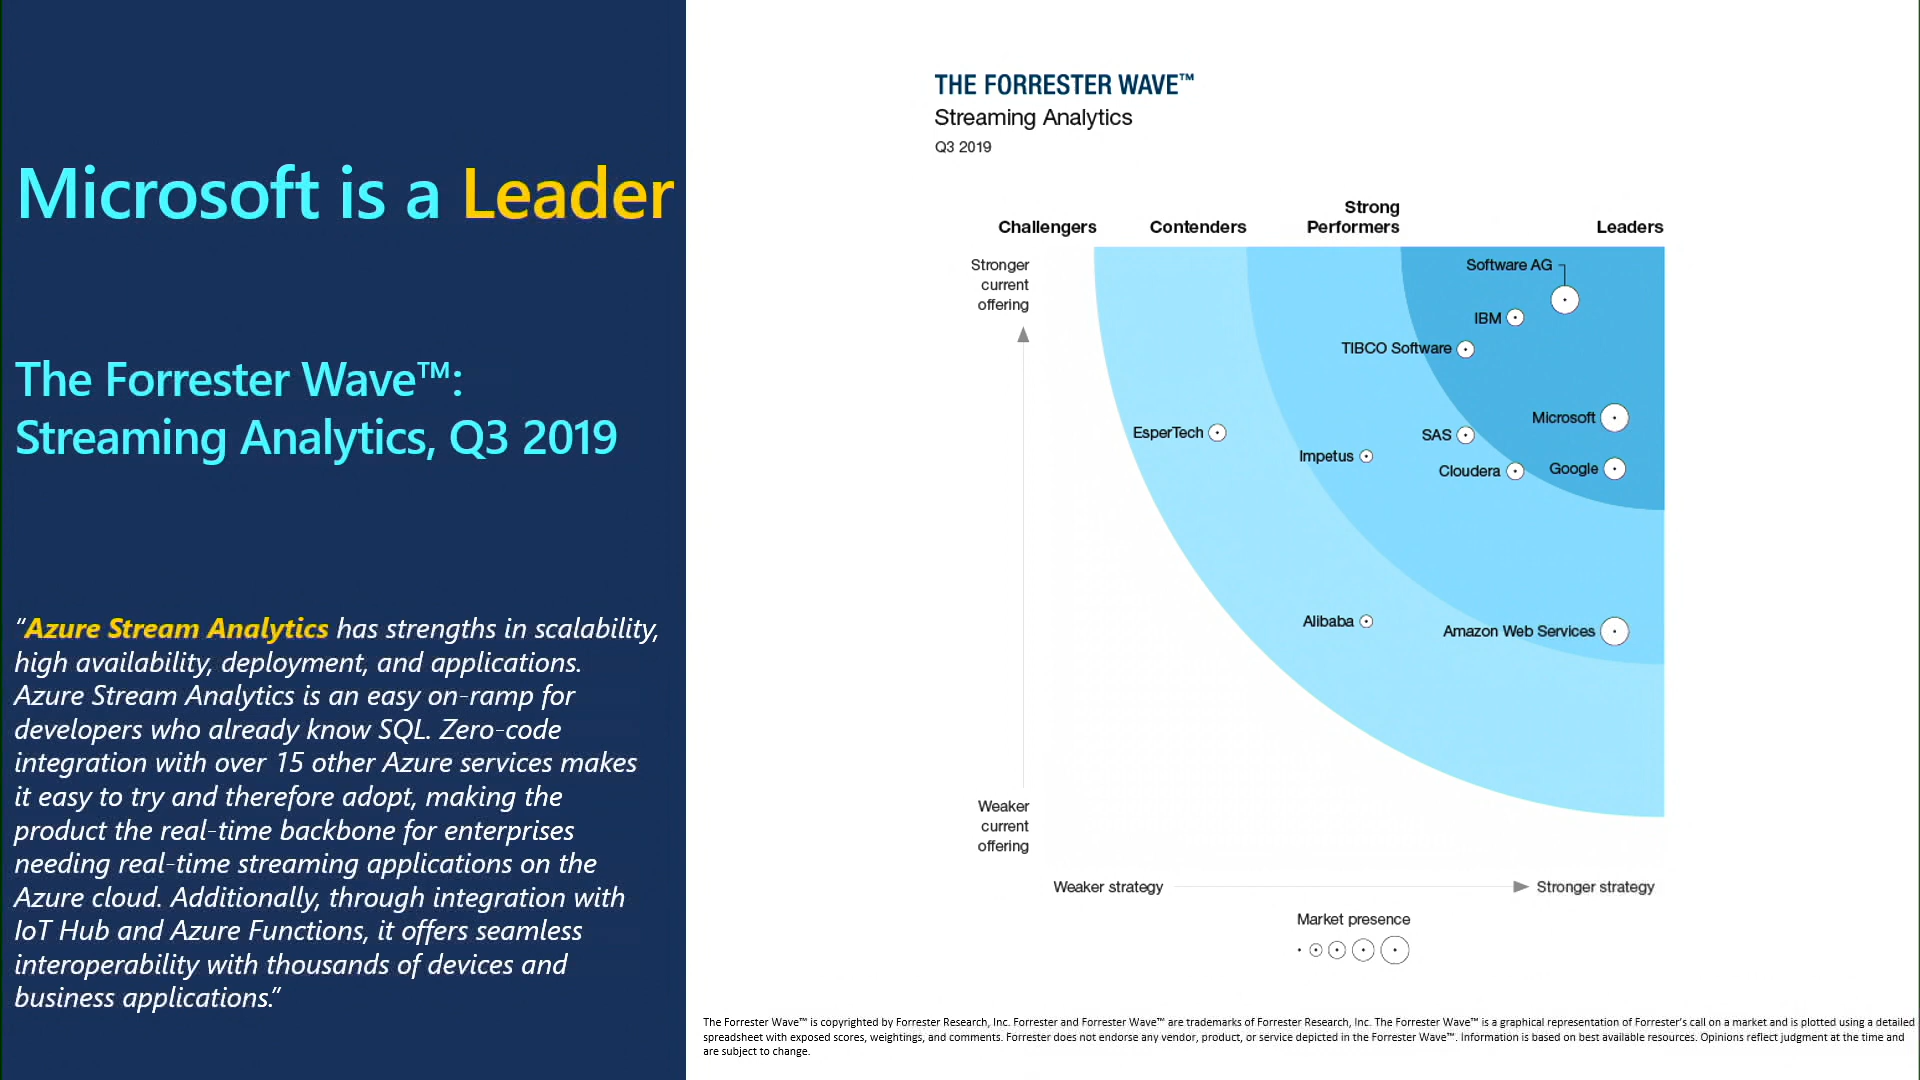 Microsoft is a Leader
The Forrester Wave™:
Streaming Analytics, Q3 2019
“Azure Stream Analytics has strengths in scalability,
high availability, deployment, and applications.
Azure Stream Analytics is an easy on-ramp for
developers who already know SQL. Zero-code
integration with over 15 other Azure services makes
it easy to try and therefore adopt, making the
product the real-time backbone for enterprises
needing real-time streaming applications on the
Azure cloud. Additionally, through integration with
IoT Hub and Azure Functions, it offers seamless
interoperability with thousands of devices and
business applications.”
THE FORRESTER WAVE™
Streaming Analytics
Q3 2019
Challengers
Contenders
Strong
Performers
Leaders
Stronger
current
offering
Software AG
IBM
TIBCO Software
Microsoft
EsperTech
SAS
Impetus
Cloudera
Google
Alibaba
Amazon Web Services
Weaker
current
offering
Weaker strategy
Stronger strategy
Market presence
The Forrester Wave™ is copyrighted by Forrester Research, Inc. Forrester and Forrester Wave™ are trademarks of Forrester Research, Inc. The Forrester Wave™ is a graphical representation of Forrester's call on a market and is plotted using a detailed
spreadsheet with exposed scores, weightings, and comments. Forrester does not endorse any vendor, product, or service depicted in the Forrester Wave™. Information is based on best available resources. Opinions reflect judgment at the time and
are subject to change.